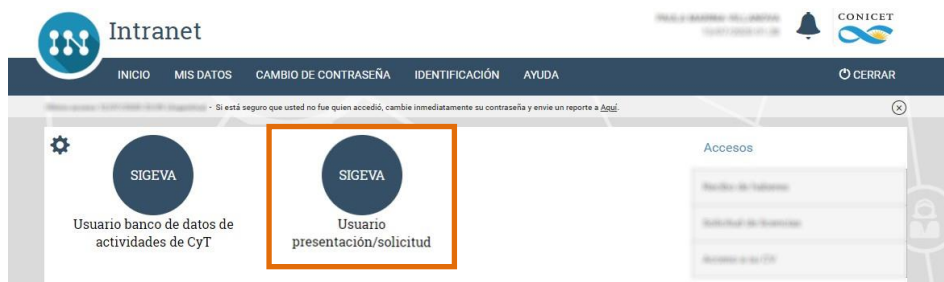 IN
Intranet
CONICET
INICIO MIS DATOS CAMBIO DE CONTRASEÑA IDENTIFICACIÓN AYUDA CERRAR
- Si está seguro que usted no fue quien accedió, cambie inmediatamente su contraseña y envie un reporte a Aquí.
SIGEVA
Usuario banco de datos de
actividades de CyT
SIGEVA
Usuario
presentación/solicitud
Accesos